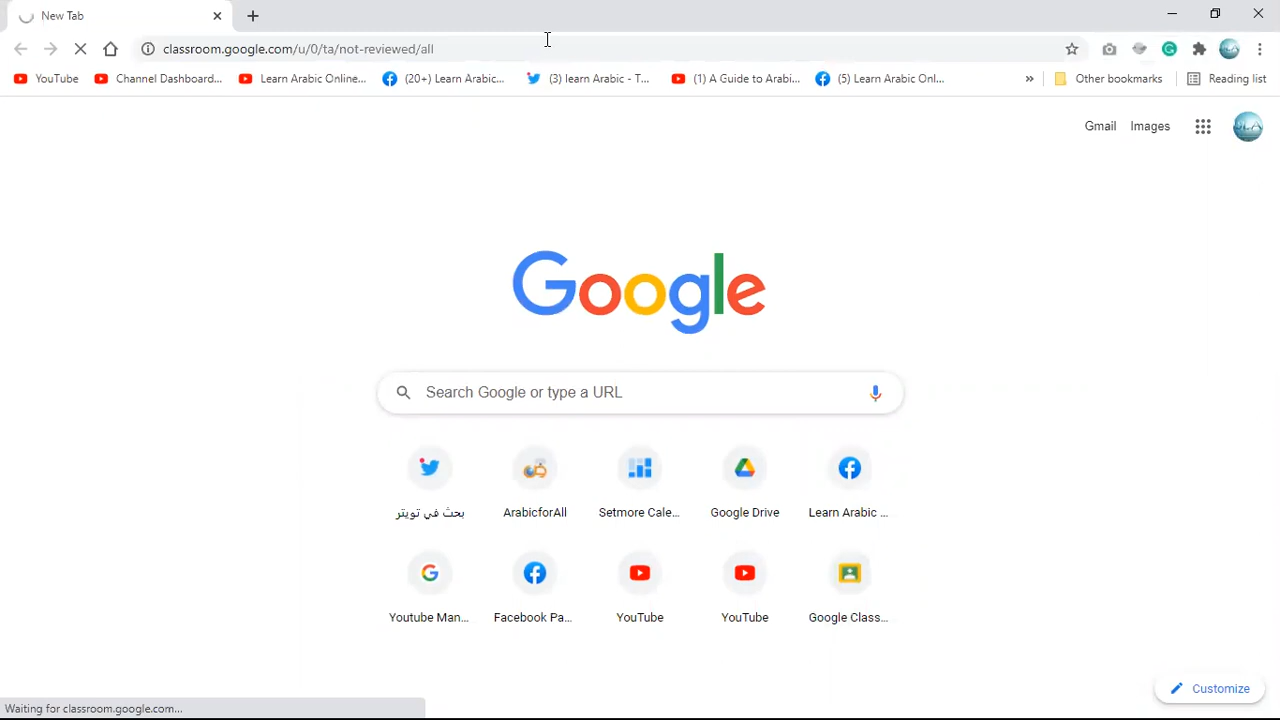 New Tab
classroom.google.com/u/0/ta/not-reviewed/all
YouTube
Channel Dashboard...
Learn Arabic Online...
(20+) Learn Arabic...
(3) learn Arabic - T...
(1) A Guide to Arabi...
(5) Learn Arabic Onl...
»
Other bookmarks
Reading list
Gmail
Images
Google
Search Google or type a URL
بحث في تويتر
ArabicforAll
Setmore Cale...
Google Drive
Learn Arabic ...
Youtube Man...
Facebook Pa...
YouTube
YouTube
Google Class...
Customize
Waiting for classroom.google.com...